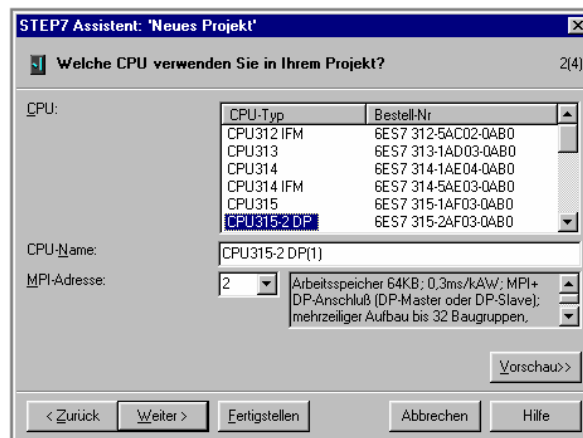 STEP7 Assistent: 'Neues Projekt'
Welche CPU verwenden Sie in Ihrem Projekt? 2(4)
CPU:
CPU-Typ Bestell-Nr
CPU312 IFM 6ES7 312-5AC02-0AB0
CPU313 6ES7 313-1AD03-0AB0
CPU314 6ES7 314-1AE04-0AB0
CPU314 IFM 6ES7 314-5AE03-0AB0
CPU315 6ES7 315-1AF03-0AB0
CPU315-2 DP 6ES7 315-2AF03-0AB0
CPU-Name: CPU315-2 DP(1)
MPI-Adresse: 2
Arbeitsspeicher 64KB; 0,3ms/kAW; MPI+
DP-Anschluß (DP-Master oder DP-Slave);
mehrzeiliger Aufbau bis 32 Baugruppen,
Vorschau>>
< Zurück Weiter > Fertigstellen Abbrechen Hilfe